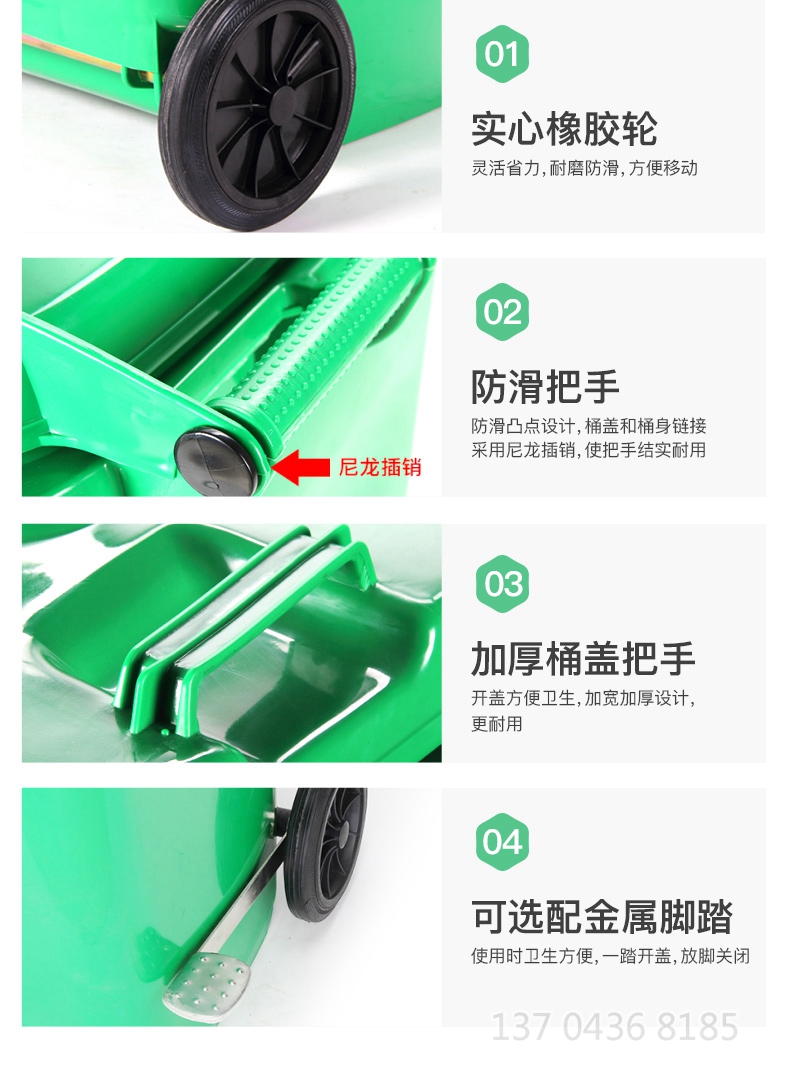 01
实心橡胶轮
灵活省力,耐磨防滑,方便移动
02
防滑把手
防滑凸点设计,桶盖和桶身链接
采用尼龙插销,使把手结实耐用
尼龙插销
03
加厚桶盖把手
开盖方便卫生,加宽加厚设计,
更耐用
04
可选配金属脚踏
使用时卫生方便,一踏开盖,放脚关闭
137 0436 8185